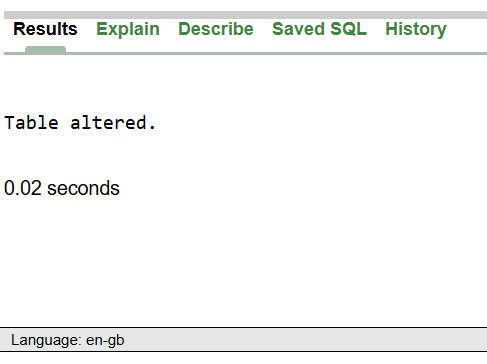 Results Explain Describe Saved SQL History
Table altered.
0.02 seconds
Language: en-gb